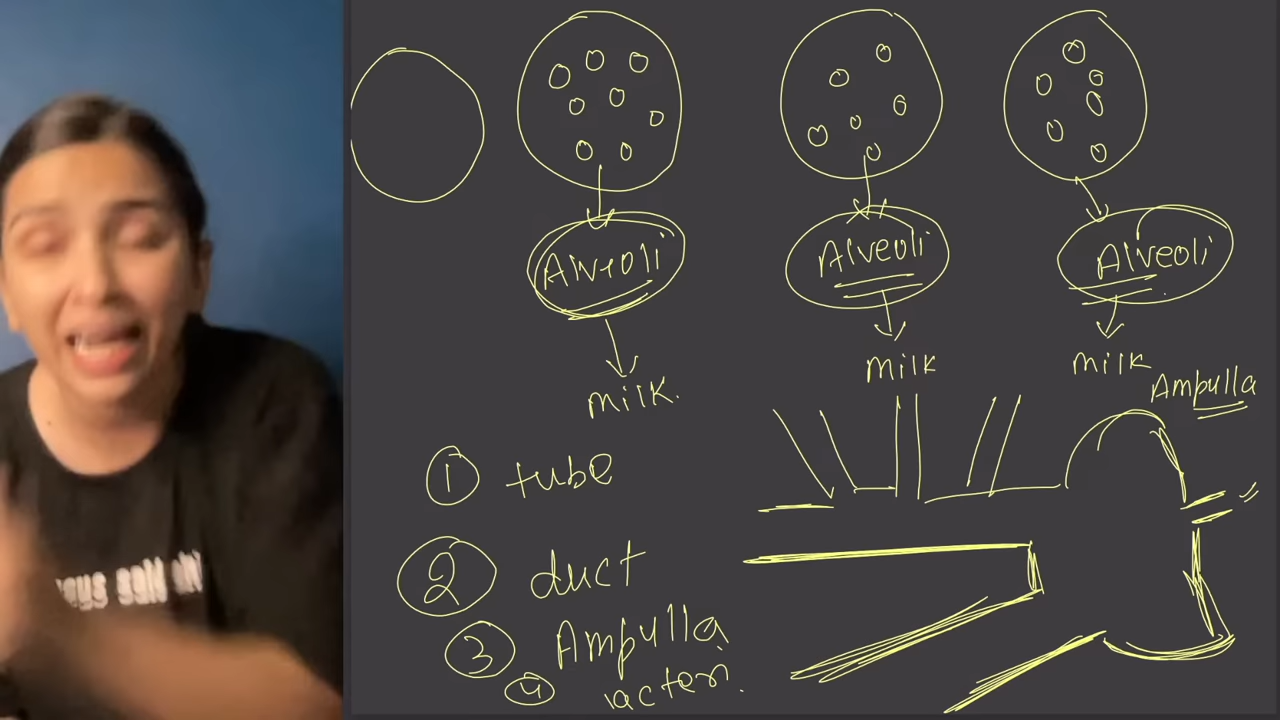 Alveoli Alveoli Alveoli
milk. milk milk
Ampulla
1 tube
2 duct
3 Ampulla
4 lacteri.